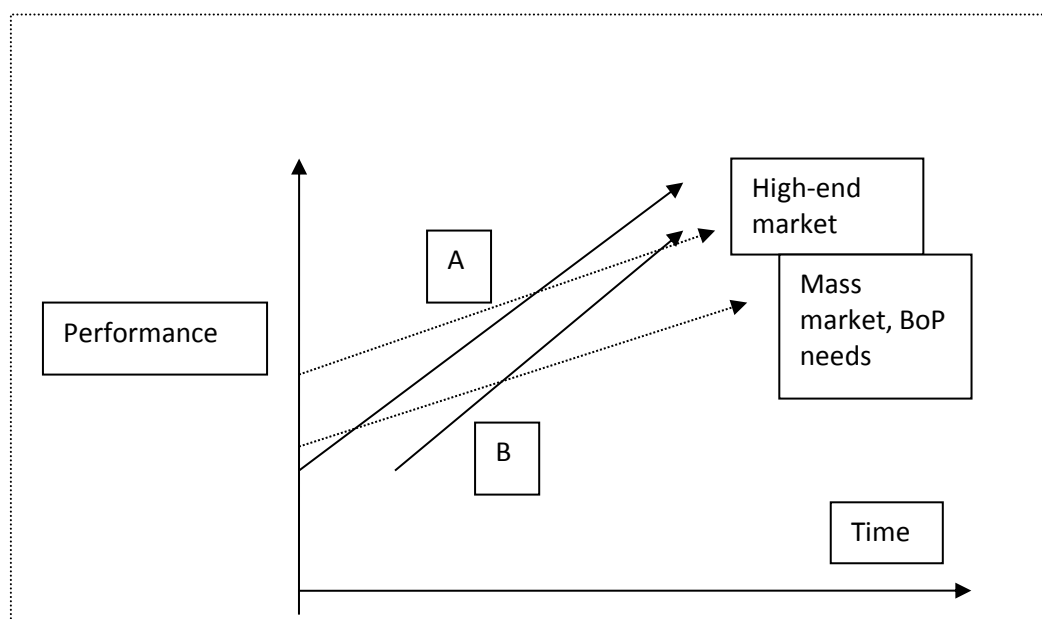 High-end
market
A
Mass
market, BoP
needs
Performance
B
Time